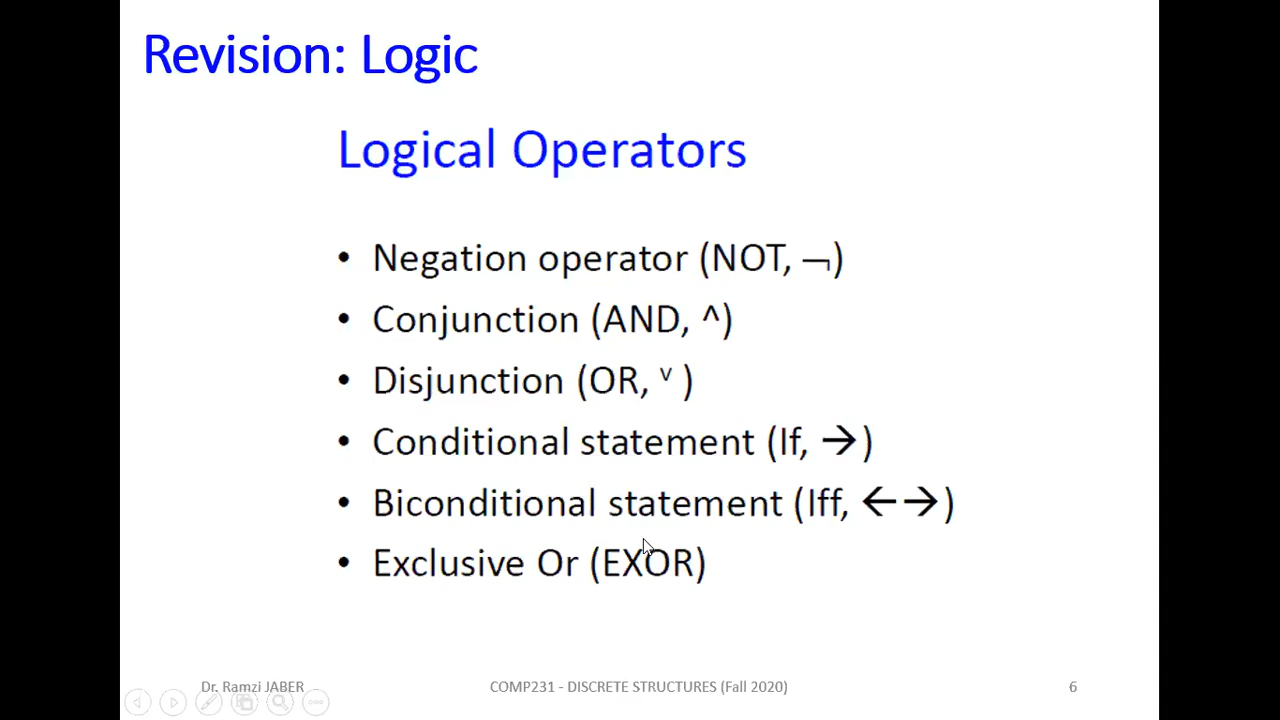 Revision: Logic
Logical Operators
• Negation operator (NOT, ¬)
• Conjunction (AND, ^)
• Disjunction (OR, ˅ )
• Conditional statement (If, →)
• Biconditional statement (Iff, ←→)
• Exclusive Or (EXOR)
Dr. Ramzi JABER COMP231 - DISCRETE STRUCTURES (Fall 2020) 6